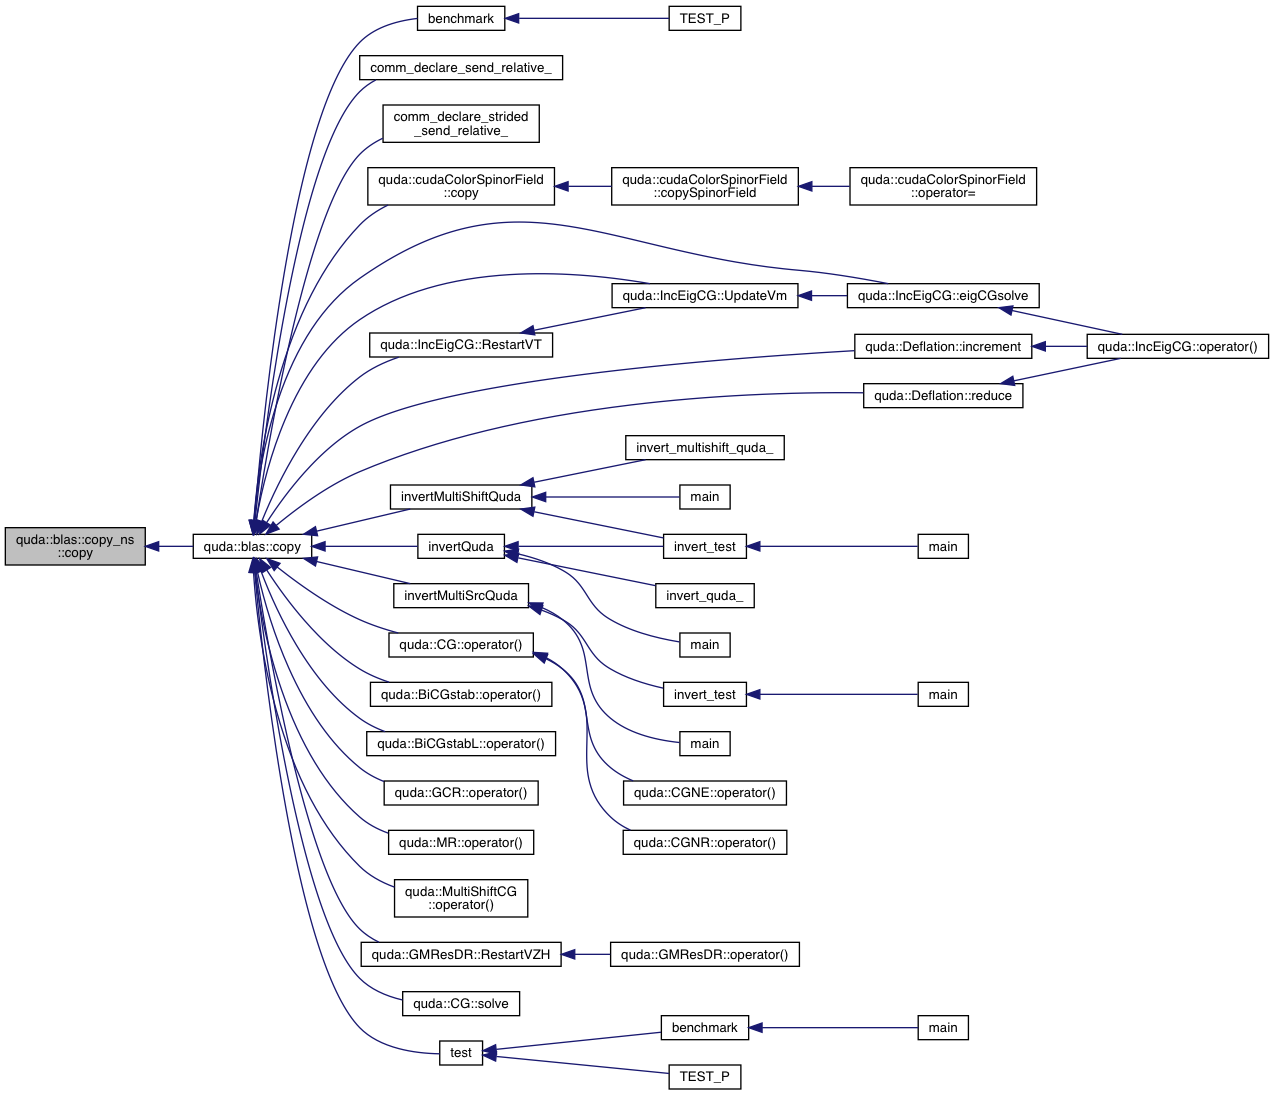 benchmark
TEST_P
comm_declare_send_relative_
comm_declare_strided
_send_relative_
quda::cudaColorSpinorField
::copy
quda::cudaColorSpinorField
::copySpinorField
quda::cudaColorSpinorField
::operator=
quda::IncEigCG::UpdateVm
quda::IncEigCG::eigCGsolve
quda::IncEigCG::RestartVT
quda::Deflation::increment
quda::IncEigCG::operator()
quda::Deflation::reduce
invert_multishift_quda_
invertMultiShiftQuda
main
quda::blas::copy_ns
::copy
quda::blas::copy
invertQuda
invert_test
main
invertMultiSrcQuda
invert_quda_
quda::CG::operator()
main
quda::BiCGstab::operator()
invert_test
main
quda::BiCGstabL::operator()
main
quda::GCR::operator()
quda::CGNE::operator()
quda::MR::operator()
quda::CGNR::operator()
quda::MultiShiftCG
::operator()
quda::GMResDR::RestartVZH
quda::GMResDR::operator()
quda::CG::solve
benchmark
main
test
TEST_P